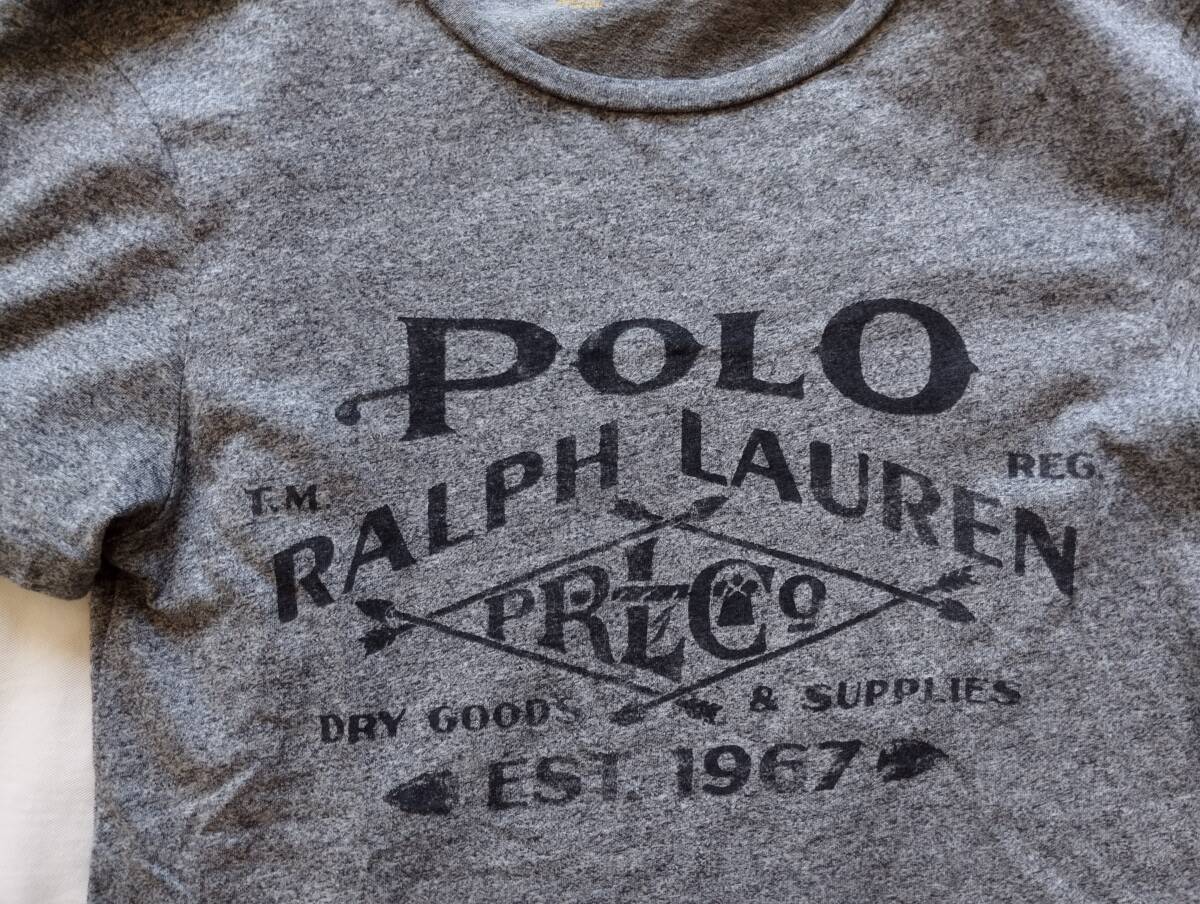 POLO
RALPH LAUREN
T.M.
REG.
PRLCo
DRY GOODS & SUPPLIES
EST. 1967